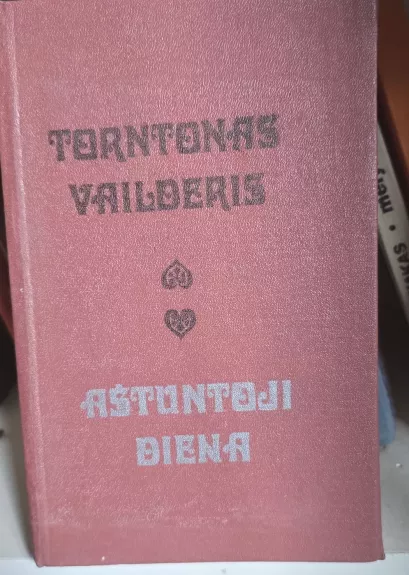 TORNTONAS
VAILDERIS
AŠTUNTOJI
DIENA